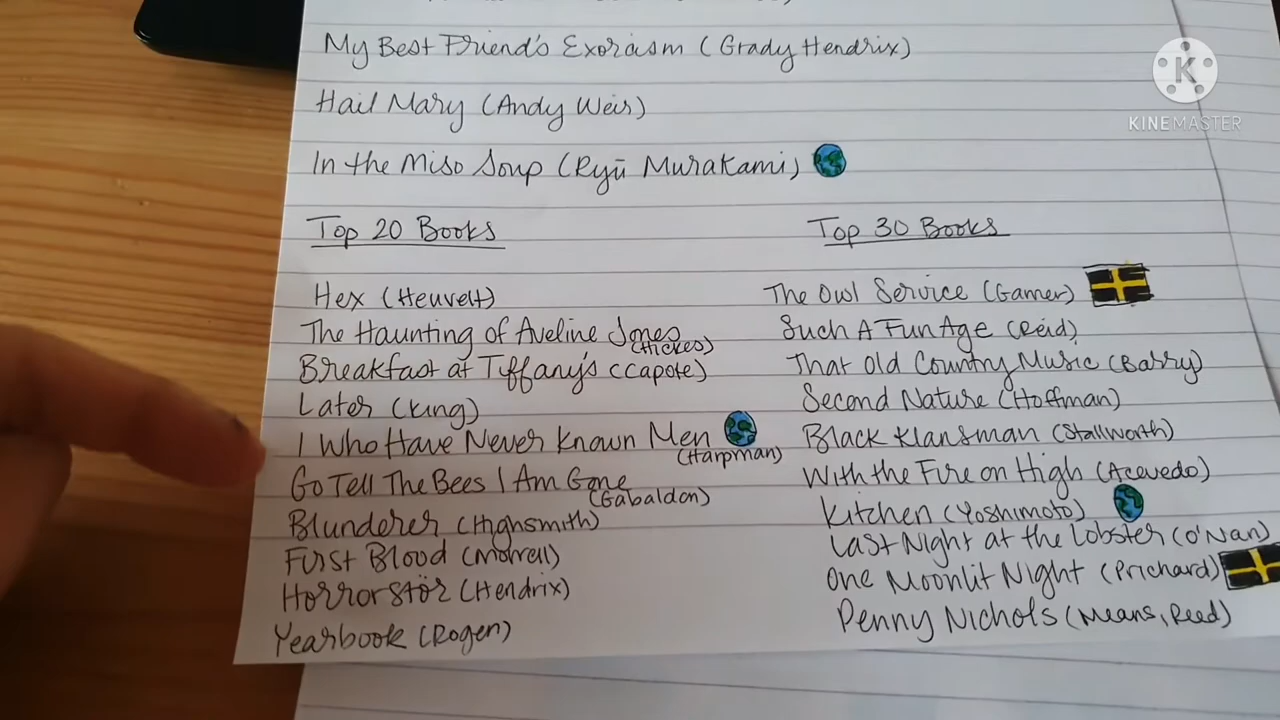 My Best Friend's Exorcism (Grady Hendrix)
Hail Mary (Andy Weir)
In the Miso Soup (Ryū Murakami)
Top 20 Books
Hex (Heuvelt)
The Haunting of Aveline Jones
(Hickes)
Breakfast at Tiffany's (Capote)
Later (King)
I Who Have Never Known Men
(Harpman)
Go Tell The Bees I Am Gone
(Gabaldon)
Blunderer (Highsmith)
First Blood (Morrell)
Horrorstör (Hendrix)
Yearbook (Rogen)
Top 30 Books
The Owl Service (Garner)
Such A Fun Age (Reid)
That Old Country Music (Barry)
Second Nature (Hoffman)
Black Klansman (Stallworth)
With the Fire on High (Acevedo)
Kitchen (Yoshimoto)
Last Night at the Lobster (O'Nan)
One Moonlit Night (Prichard)
Penny Nichols (Means, Reed)
K
KINEMASTER